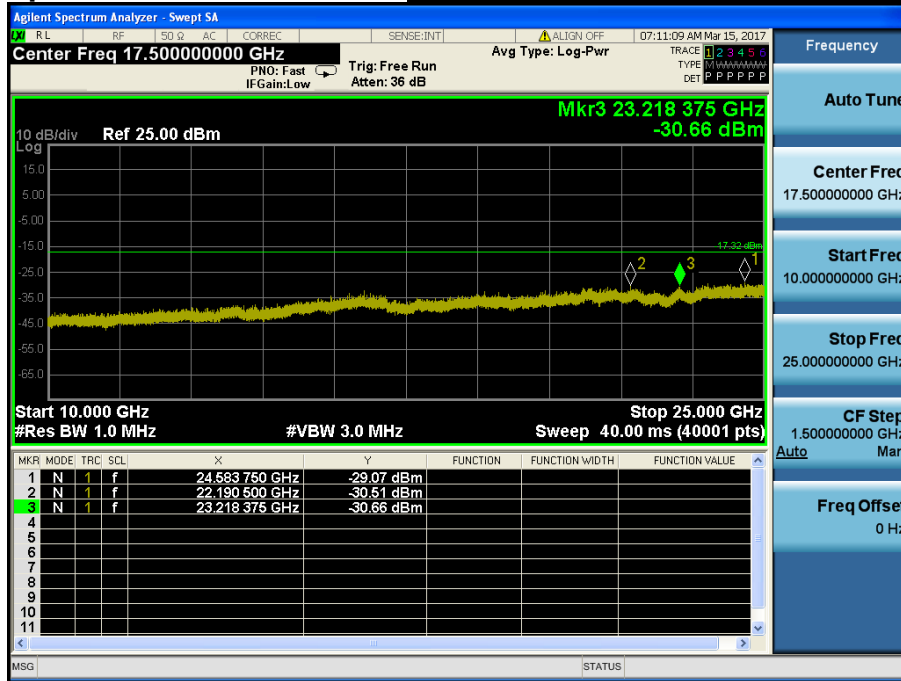 Agilent Spectrum Analyzer - Swept SA
LXI RL RF 50 Ω AC CORREC SENSE:INT ALIGN OFF 07:11:09 AM Mar 15, 2017
Center Freq 17.500000000 GHz Avg Type: Log-Pwr TRACE 1 2 3 4 5 6
PNO: Fast Trig: Free Run TYPE M W W W W W
IFGain:Low Atten: 36 dB DET P P P P P P
Mkr3 23.218 375 GHz
10 dB/div Ref 25.00 dBm -30.66 dBm
Log
15.0
5.00
-5.00
-15.0
-17.32 dBm
2 3 1
-25.0
-35.0
-45.0
-55.0
-65.0
Start 10.000 GHz Stop 25.000 GHz
#Res BW 1.0 MHz #VBW 3.0 MHz Sweep 40.00 ms (40001 pts)
MKR MODE TRC SCL X Y FUNCTION FUNCTION WIDTH FUNCTION VALUE
1 N 1 f 24.583 750 GHz -29.07 dBm
2 N 1 f 22.190 500 GHz -30.51 dBm
3 N 1 f 23.218 375 GHz -30.66 dBm
4
5
6
7
8
9
10
11
MSG STATUS
Frequency
Auto Tune
Center Freq
17.500000000 GHz
Start Freq
10.000000000 GHz
Stop Freq
25.000000000 GHz
CF Step
1.500000000 GHz
Auto Man
Freq Offset
0 Hz